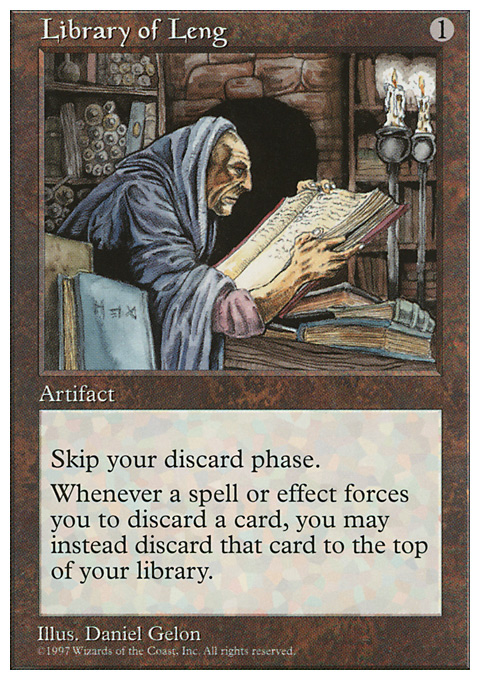 Library of Leng 1
Artifact
Skip your discard phase.
Whenever a spell or effect forces
you to discard a card, you may
instead discard that card to the top
of your library.
Illus. Daniel Gelon
©1997 Wizards of the Coast, Inc. All rights reserved.